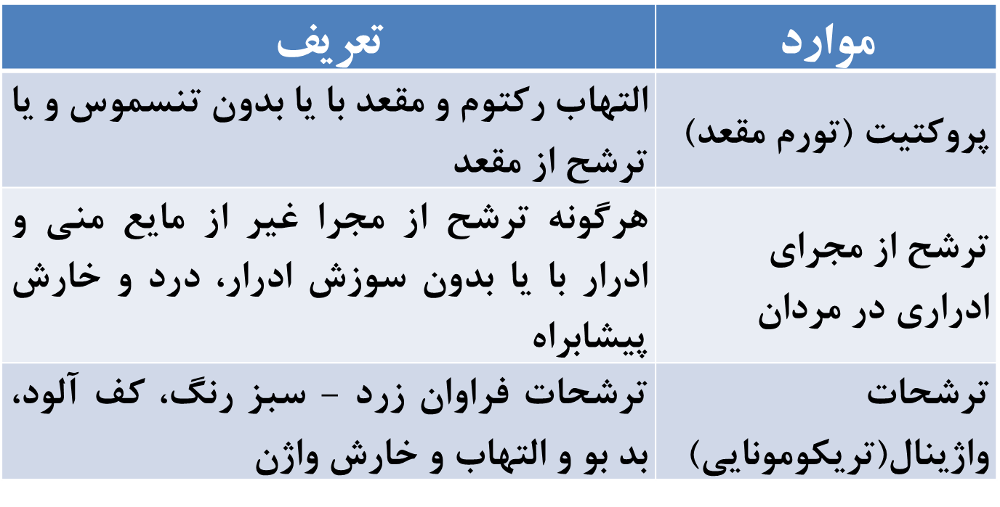 موارد
تعریف
پروکتیت (تورم مقعد)
التهاب رکتوم و مقعد با یا بدون تنسموس و یا
ترشح از مقعد
ترشح از مجرای
ادراری در مردان
هرگونه ترشح از مجرا غیر از مایع منی و
ادرار با یا بدون سوزش ادرار، درد و خارش
پیشابراه
ترشحات
واژینال(تریکومونایی)
ترشحات فراوان زرد – سبز رنگ، کف آلود،
بد بو و التهاب و خارش واژن